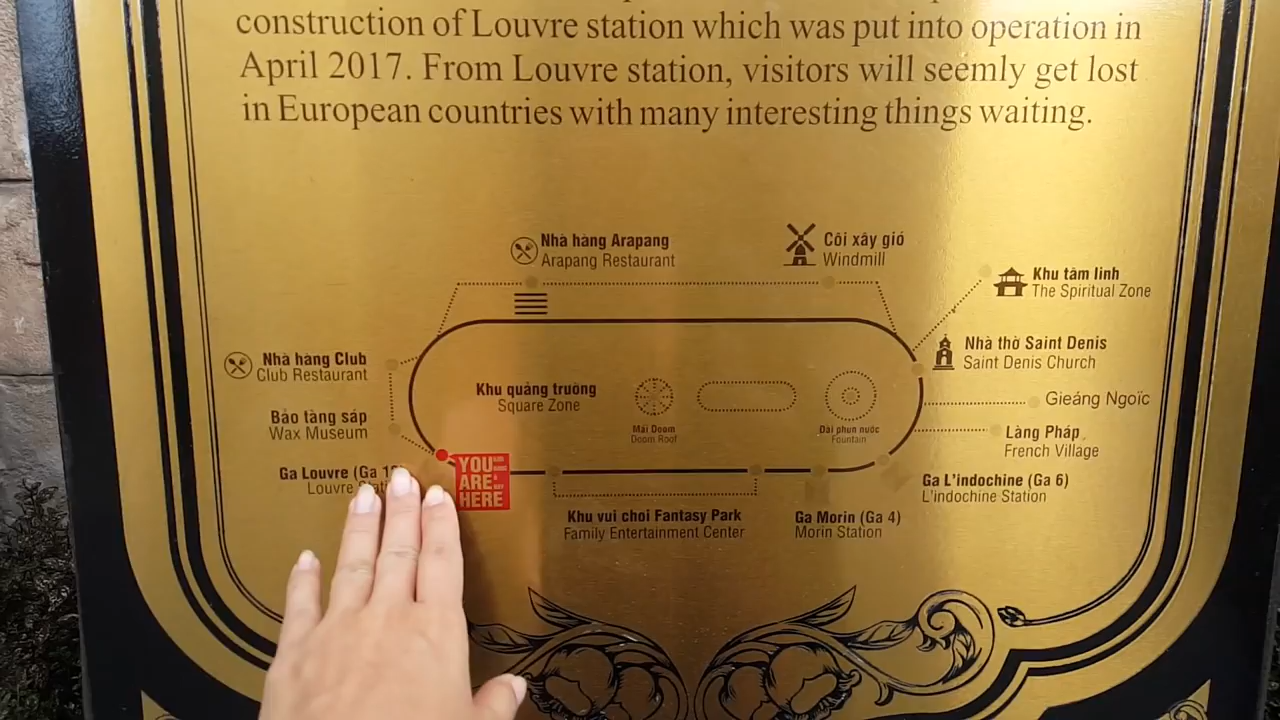 construction of Louvre station which was put into operation in
April 2017. From Louvre station, visitors will seemly get lost
in European countries with many interesting things waiting.
Nhà hàng Arapang
Arapang Restaurant
Cối xây gió
Windmill
Khu tâm linh
The Spiritual Zone
Nhà hàng Club
Club Restaurant
Nhà thờ Saint Denis
Saint Denis Church
Khu quảng trường
Square Zone
Gieáng Ngoïc
Bảo tàng sáp
Wax Museum
Mái Doom
Doom Roof
Đài phun nước
Fountain
Làng Pháp
French Village
Ga Louvre (Ga
Louvre
YOU
ARE
HERE
Ga L'indochine (Ga 6)
L'indochine Station
Khu vui chơi Fantasy Park
Family Entertainment Center
Ga Morin (Ga 4)
Morin Station